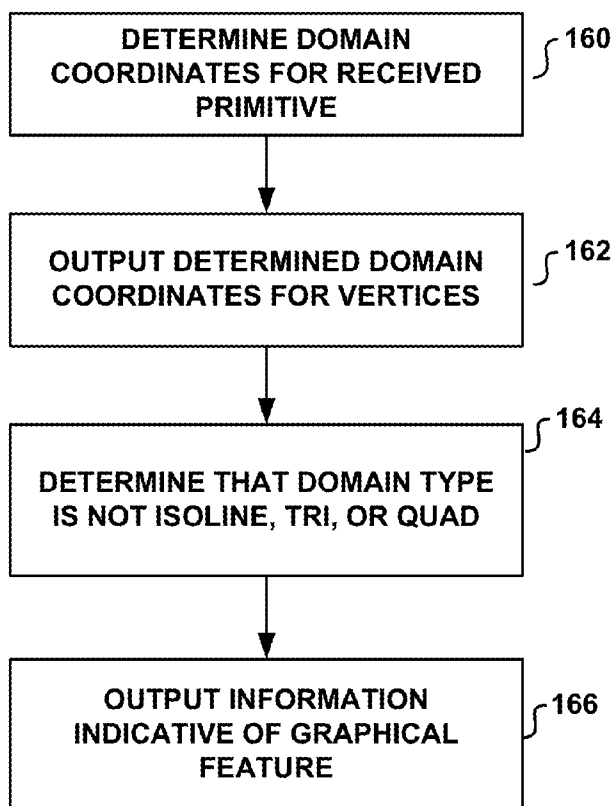 DETERMINE DOMAIN
COORDINATES FOR RECEIVED
PRIMITIVE
160
OUTPUT DETERMINED DOMAIN
COORDINATES FOR VERTICES
162
164
DETERMINE THAT DOMAIN TYPE
IS NOT ISOLINE, TRI, OR QUAD
OUTPUT INFORMATION
INDICATIVE OF GRAPHICAL
FEATURE
166